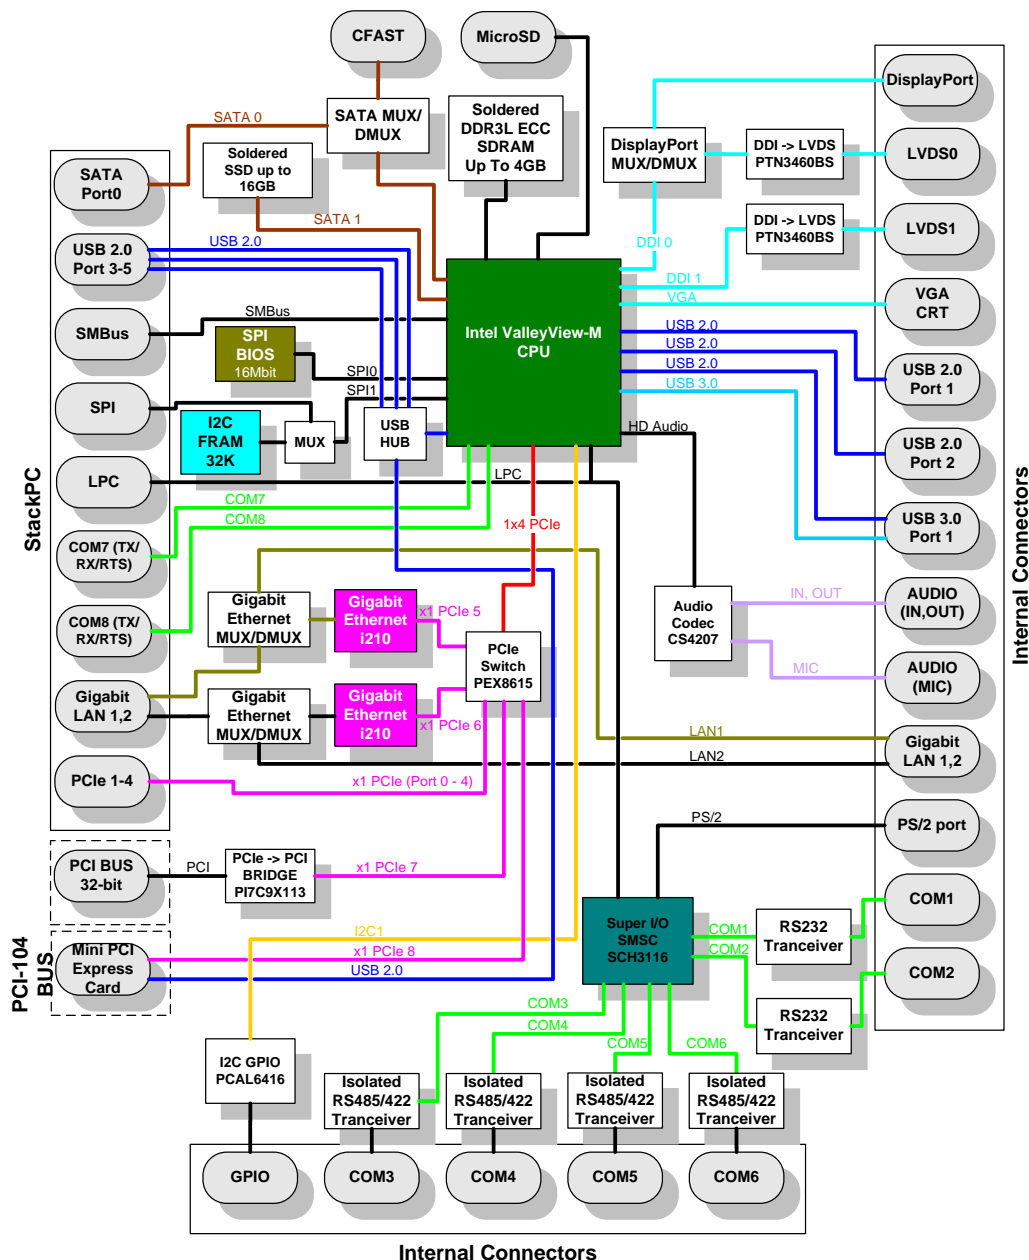 CFAST
MicroSD
SATA 0
SATA MUX/
DMUX
Soldered
DDR3L ECC
SDRAM
Up To 4GB
DisplayPort
DisplayPort
MUX/DMUX
DDI -> LVDS
PTN3460BS
LVDS0
SATA
Port0
Soldered
SSD up to
16GB
SATA 1
DDI -> LVDS
PTN3460BS
LVDS1
USB 2.0
Port 3-5
USB 2.0
DDI 0
DDI 1
VGA
VGA
CRT
SMBus
SMBus
Intel ValleyView-M
CPU
USB 2.0
USB 2.0
USB 2.0
USB 3.0
SPI
BIOS
16Mbit
SPI0
SPI1
USB 2.0
Port 1
SPI
I2C
FRAM
32K
MUX
USB
HUB
HD Audio
USB 2.0
Port 2
LPC
LPC
COM7
COM8
1x4 PCIe
USB 3.0
Port 1
StackPC
Internal Connectors
COM7 (TX/
RX/RTS)
COM8 (TX/
RX/RTS)
Gigabit
Ethernet
MUX/DMUX
Gigabit
Ethernet
i210
x1 PCIe 5
PCIe
Switch
PEX8615
Audio
Codec
CS4207
IN, OUT
AUDIO
(IN,OUT)
MIC
AUDIO
(MIC)
Gigabit
LAN 1,2
Gigabit
Ethernet
MUX/DMUX
Gigabit
Ethernet
i210
x1 PCIe 6
LAN1
LAN2
Gigabit
LAN 1,2
PCIe 1-4
x1 PCIe (Port 0 - 4)
PS/2
PS/2 port
PCI BUS
32-bit
PCI
PCIe -> PCI
BRIDGE
PI7C9X113
x1 PCIe 7
PCI-104
BUS
Mini PCI
Express
Card
I2C1
x1 PCIe 8
USB 2.0
Super I/O
SMSC
SCH3116
COM1
COM2
RS232
Tranceiver
COM1
RS232
Tranceiver
COM2
COM3
COM4
COM5
COM6
I2C GPIO
PCAL6416
Isolated
RS485/422
Tranceiver
Isolated
RS485/422
Tranceiver
Isolated
RS485/422
Tranceiver
Isolated
RS485/422
Tranceiver
GPIO
COM3
COM4
COM5
COM6
Internal Connectors